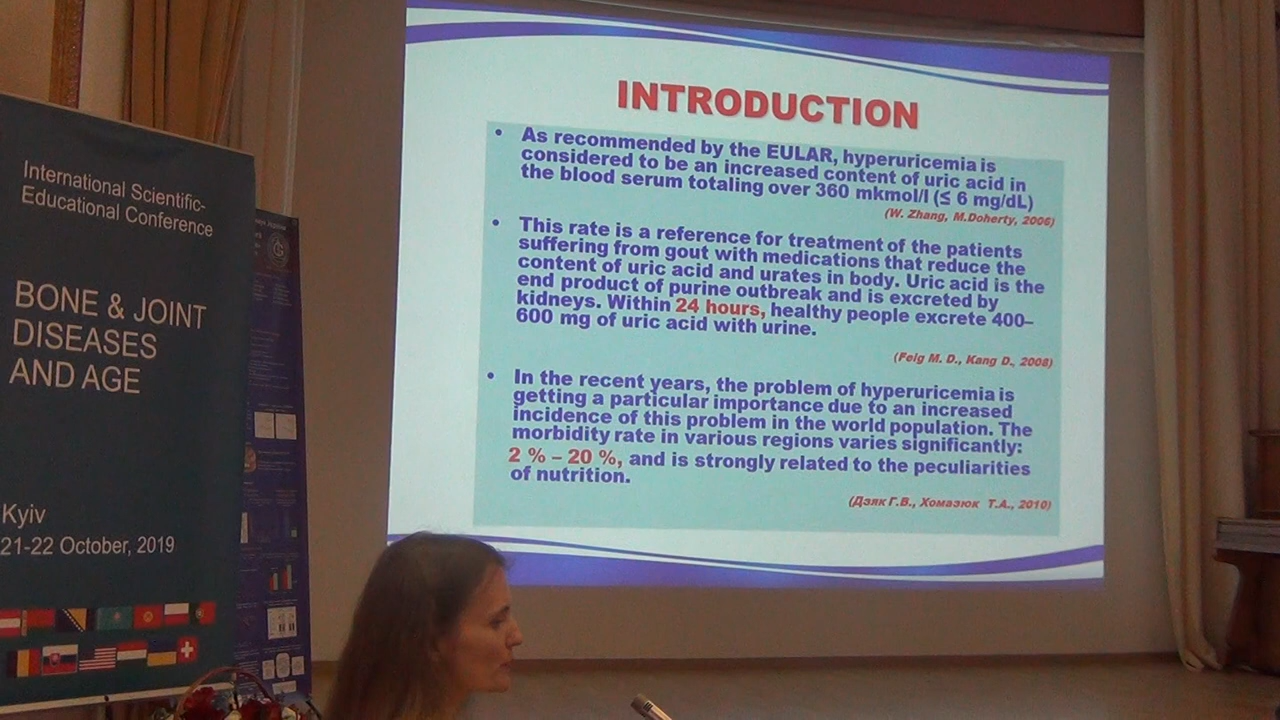 International Scientific-
Educational Conference
BONE & JOINT
DISEASES
AND AGE
Kyiv
21-22 October, 2019
INTRODUCTION
• As recommended by the EULAR, hyperuricemia is
considered to be an increased content of uric acid in
the blood serum totaling over 360 mkmol/l (≤ 6 mg/dL)
(W. Zhang, M.Doherty, 2006)
• This rate is a reference for treatment of the patients
suffering from gout with medications that reduce the
content of uric acid and urates in body. Uric acid is the
end product of purine outbreak and is excreted by
kidneys. Within 24 hours, healthy people excrete 400–
600 mg of uric acid with urine.
(Feig M. D., Kang D., 2008)
• In the recent years, the problem of hyperuricemia is
getting a particular importance due to an increased
incidence of this problem in the world population. The
morbidity rate in various regions varies significantly:
2 % – 20 %, and is strongly related to the peculiarities
of nutrition.
(Дзяк Г.В., Хомазюк Т.А., 2010)